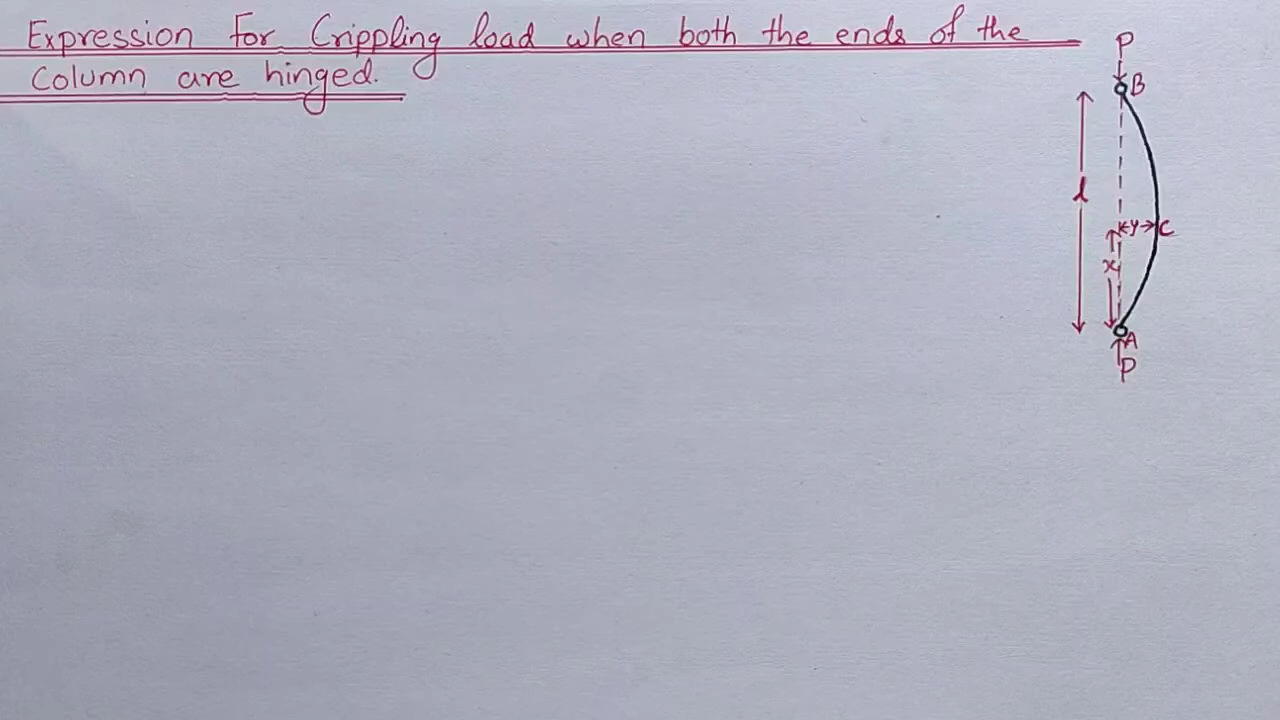 Expression for Crippling load when both the ends of the
Column are hinged.
P
B
l
y
C
x
A
P